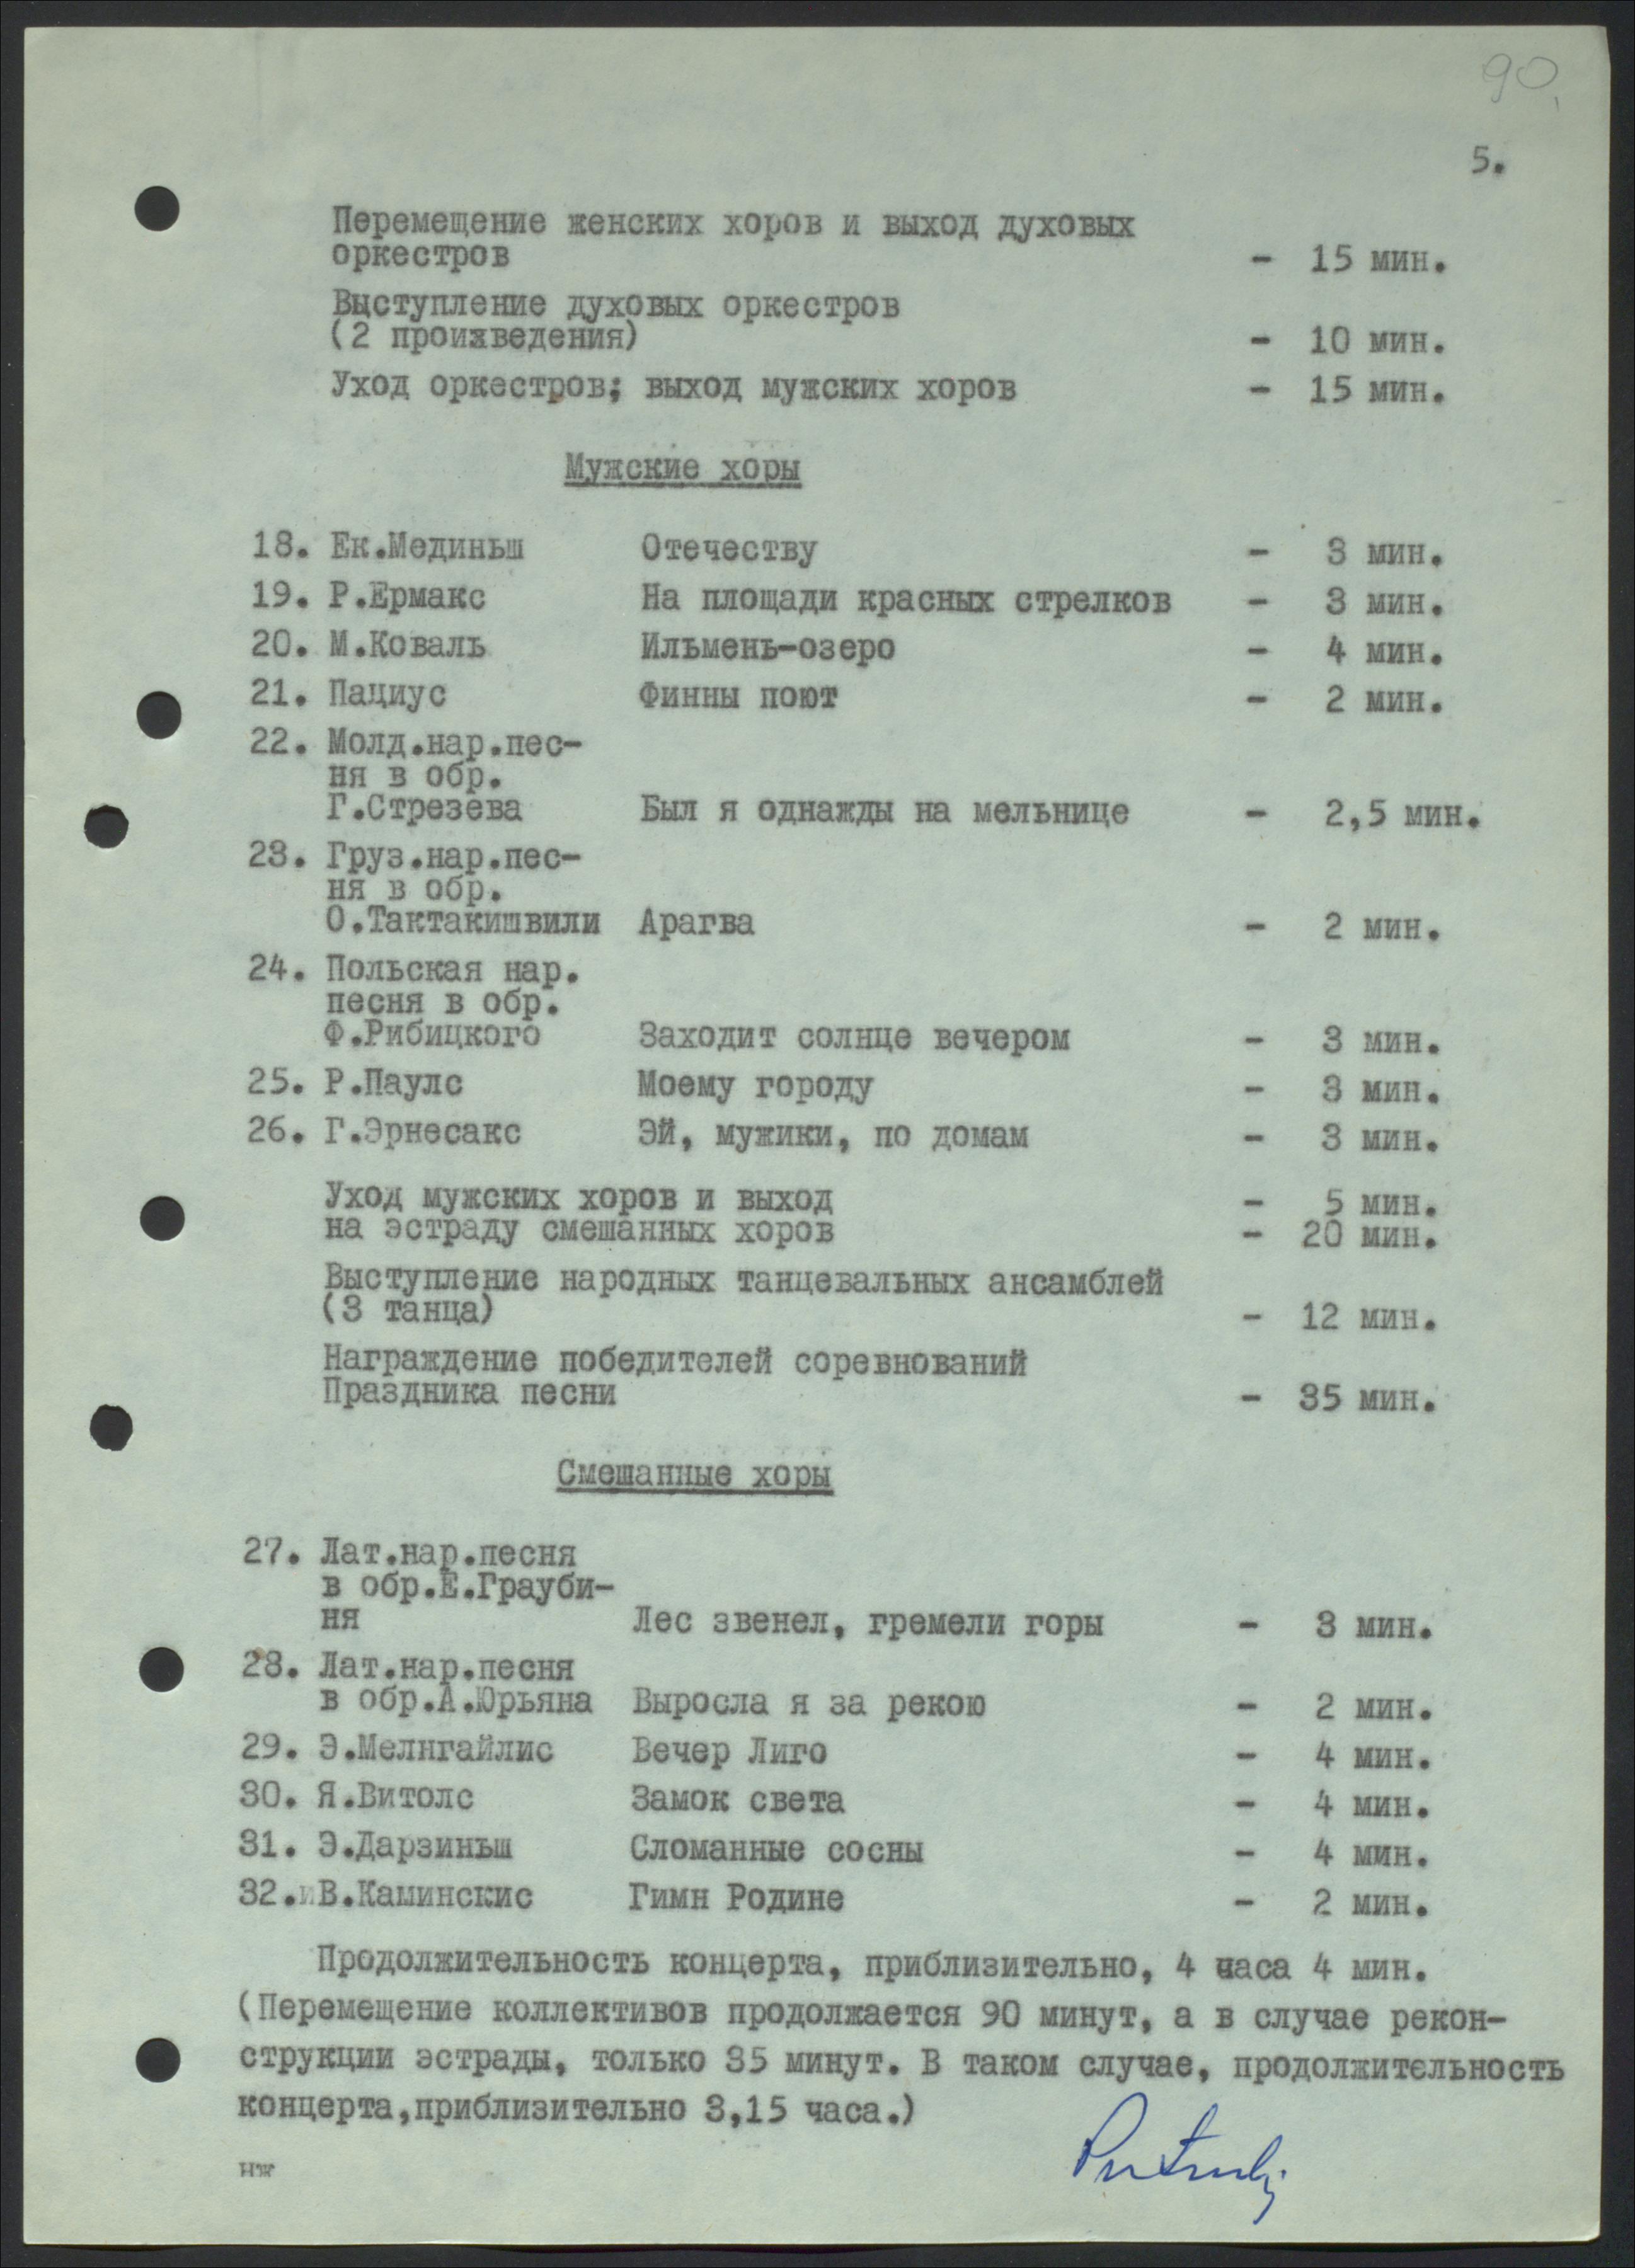 90.
5.
Перемещение женских хоров и выход духовых
оркестров - 15 мин.
Выступление духовых оркестров
(2 произведения) - 10 мин.
Уход оркестров; выход мужских хоров - 15 мин.
Мужские хоры
18. Ек.Мединьш Отечеству - 3 мин.
19. Р.Ермакс На площади красных стрелков - 3 мин.
20. М.Коваль Ильмень-озеро - 4 мин.
21. Пациус Финны поют - 2 мин.
22. Молд.нар.пес-
ня в обр.
Г.Стрезева Был я однажды на мельнице - 2,5 мин.
23. Груз.нар.пес-
ня в обр.
О.Тактакишвили Арагва - 2 мин.
24. Польская нар.
песня в обр.
Ф.Рибицкого Заходит солнце вечером - 3 мин.
25. Р.Паулс Моему городу - 3 мин.
26. Г.Эрнесакс Эй, мужики, по домам - 3 мин.
Уход мужских хоров и выход - 5 мин.
на эстраду смешанных хоров - 20 мин.
Выступление народных танцевальных ансамблей
(3 танца) - 12 мин.
Награждение победителей соревнований
Праздника песни - 35 мин.
Смешанные хоры
27. Лат.нар.песня
в обр.Е.Грауби-
ня Лес звенел, гремели горы - 3 мин.
28. Лат.нар.песня
в обр.А.Юрьяна Выросла я за рекою - 2 мин.
29. Э.Мелнгайлис Вечер Лиго - 4 мин.
30. Я.Витолс Замок света - 4 мин.
31. Э.Дарзиньш Сломанные сосны - 4 мин.
32. В.Каминскис Гимн Родине - 2 мин.
Продолжительность концерта, приблизительно, 4 часа 4 мин.
(Перемещение коллективов продолжается 90 минут, а в случае рекон-
струкции эстрады, только 35 минут. В таком случае, продолжительность
концерта,приблизительно 3,15 часа.)
нж